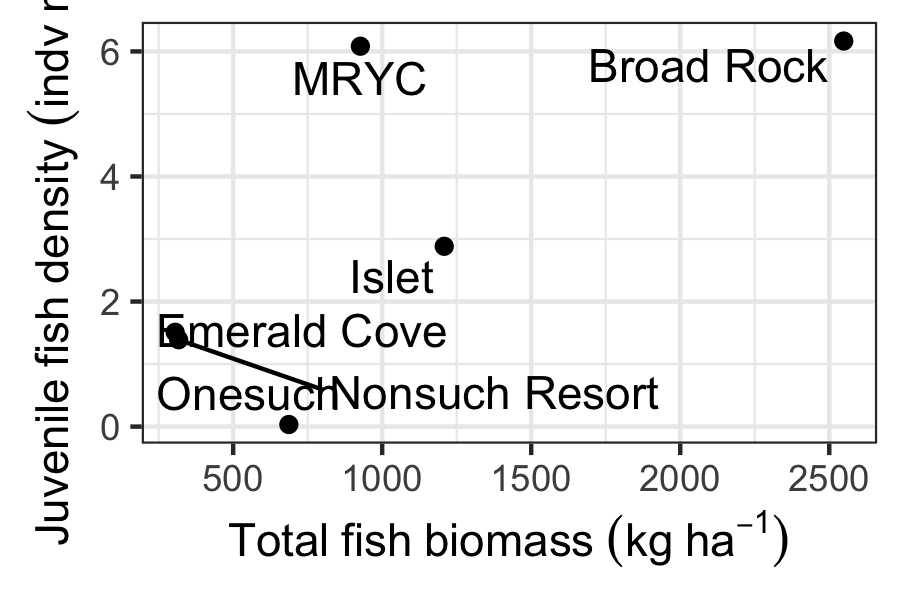 Juvenile fish density (indv
6
4
2
0
MRYC
Broad Rock
Islet
Emerald Cove
Onesuch
Nonsuch Resort
500 1000 1500 2000 2500
Total fish biomass (kg ha⁻¹)